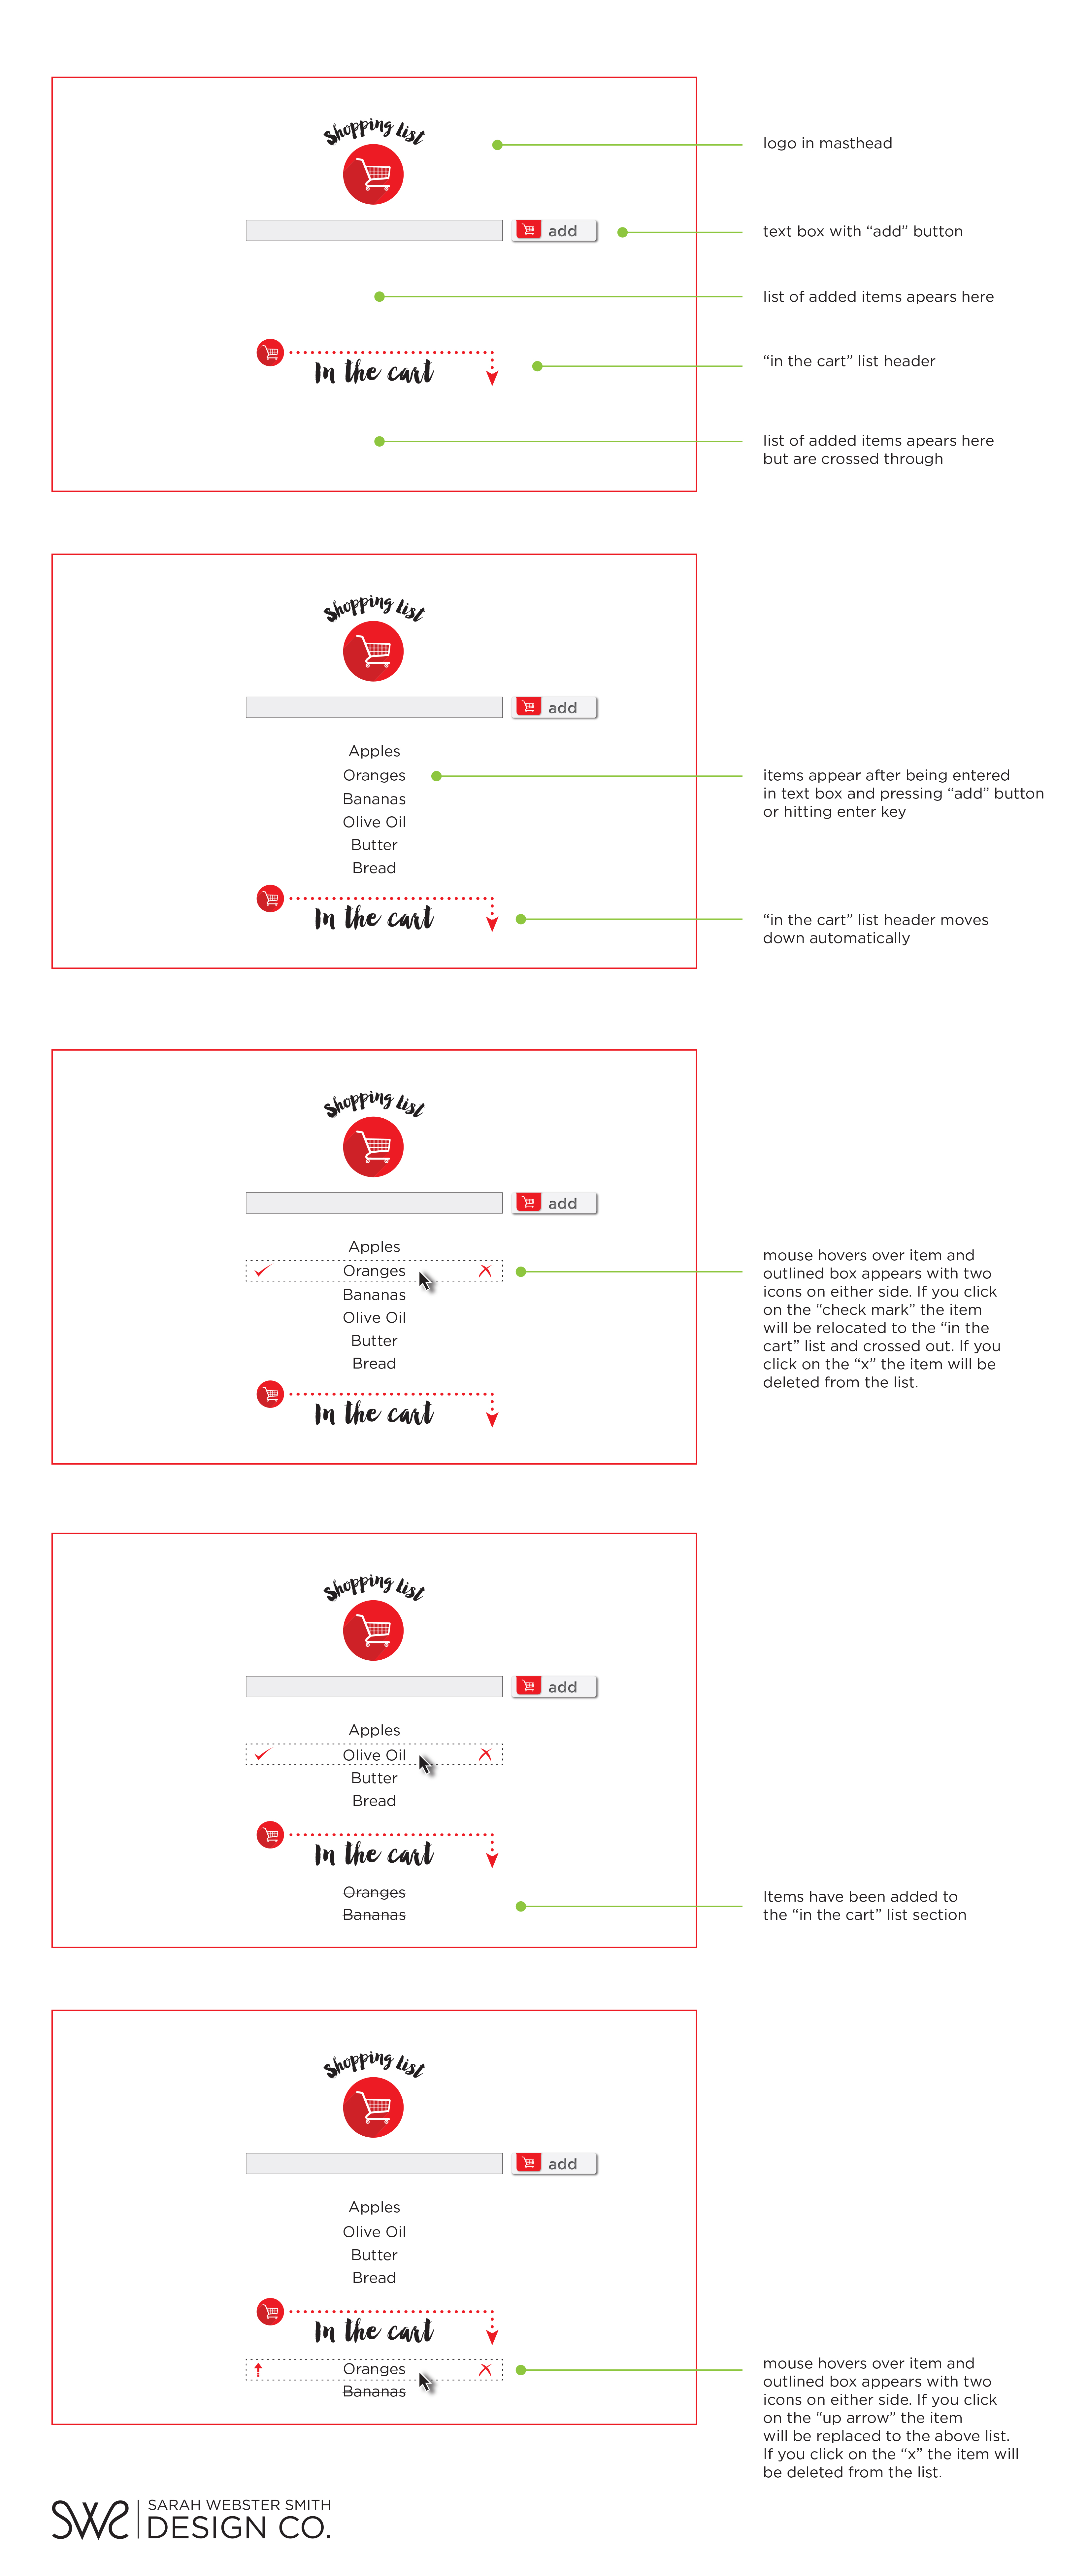 Shopping List
logo in masthead
add
text box with “add” button
list of added items apears here
In the cart
“in the cart” list header
list of added items apears here
but are crossed through
Shopping List
add
Apples
Oranges
Bananas
Olive Oil
Butter
Bread
items appear after being entered
in text box and pressing “add” button
or hitting enter key
In the cart
“in the cart” list header moves
down automatically
Shopping List
add
Apples
Oranges
Bananas
Olive Oil
Butter
Bread
mouse hovers over item and
outlined box appears with two
icons on either side. If you click
on the “check mark” the item
will be relocated to the “in the
cart” list and crossed out. If you
click on the “x” the item will be
deleted from the list.
In the cart
Shopping List
add
Apples
Olive Oil
Butter
Bread
In the cart
Oranges
Bananas
Items have been added to
the “in the cart” list section
Shopping List
add
Apples
Olive Oil
Butter
Bread
In the cart
Oranges
Bananas
mouse hovers over item and
outlined box appears with two
icons on either side. If you click
on the “up arrow” the item
will be replaced to the above list.
If you click on the “x” the item will
be deleted from the list.
SWS
SARAH WEBSTER SMITH
DESIGN CO.